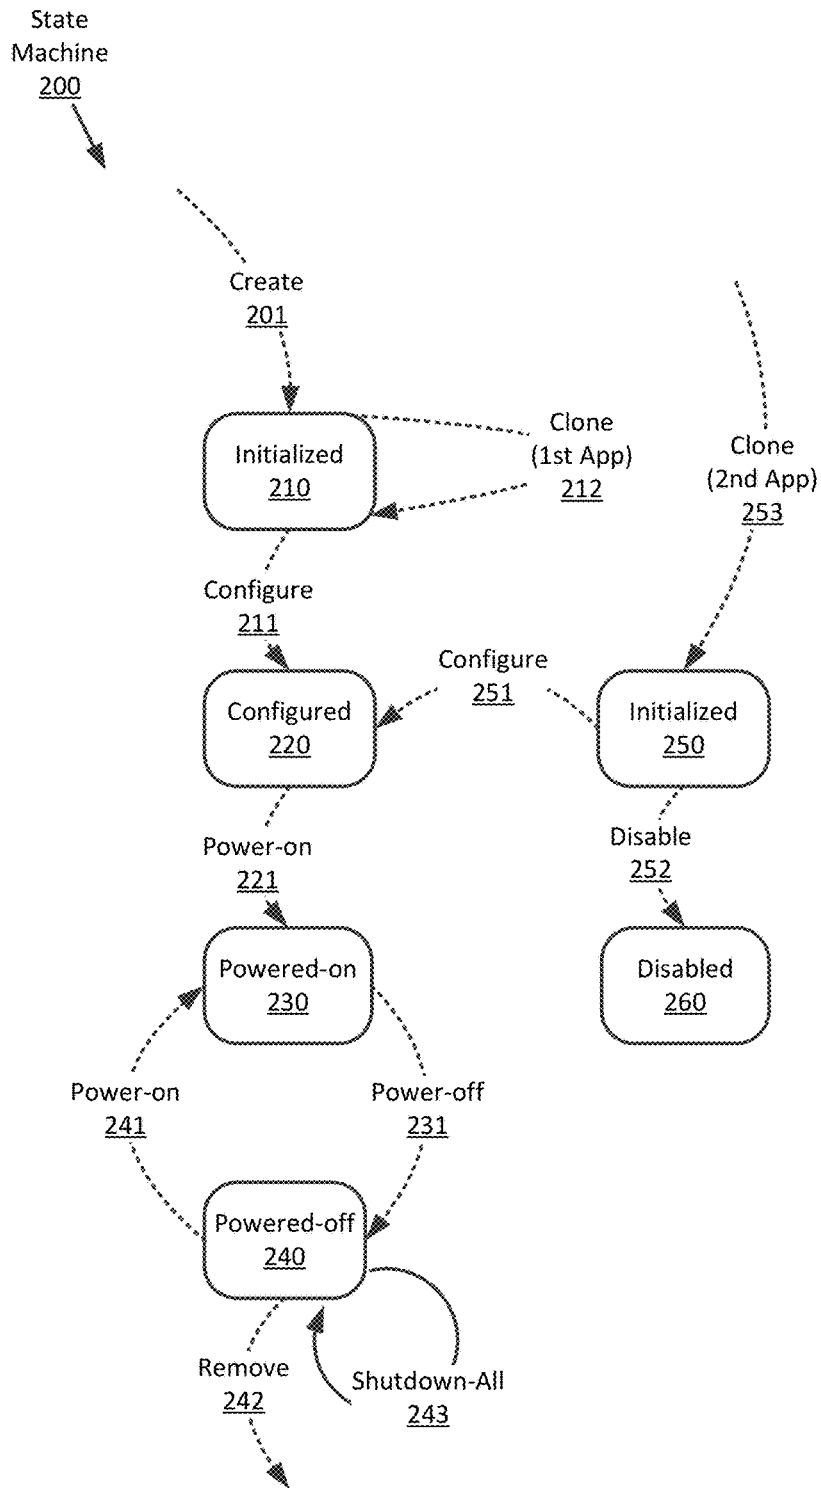 State
Machine
200
Create
201
Initialized
210
Clone
(1st App)
212
Clone
(2nd App)
253
Configure
211
Configure
251
Configured
220
Initialized
250
Power-on
221
Disable
252
Powered-on
230
Disabled
260
Power-on
241
Power-off
231
Powered-off
240
Remove
242
Shutdown-All
243